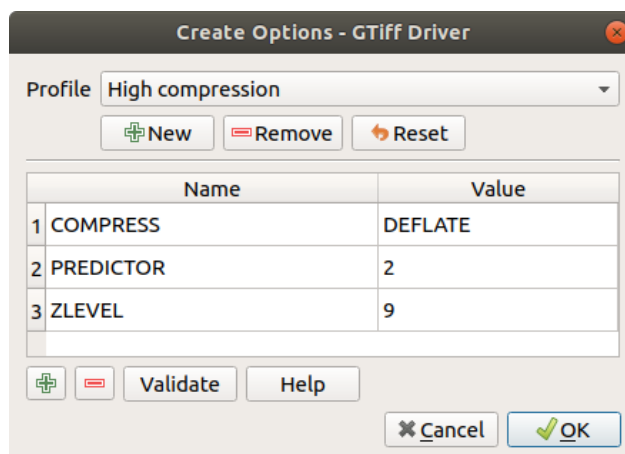 Create Options - GTiff Driver
Profile High compression
New Remove Reset
Name Value
1 COMPRESS DEFLATE
2 PREDICTOR 2
3 ZLEVEL 9
Validate Help
Cancel OK